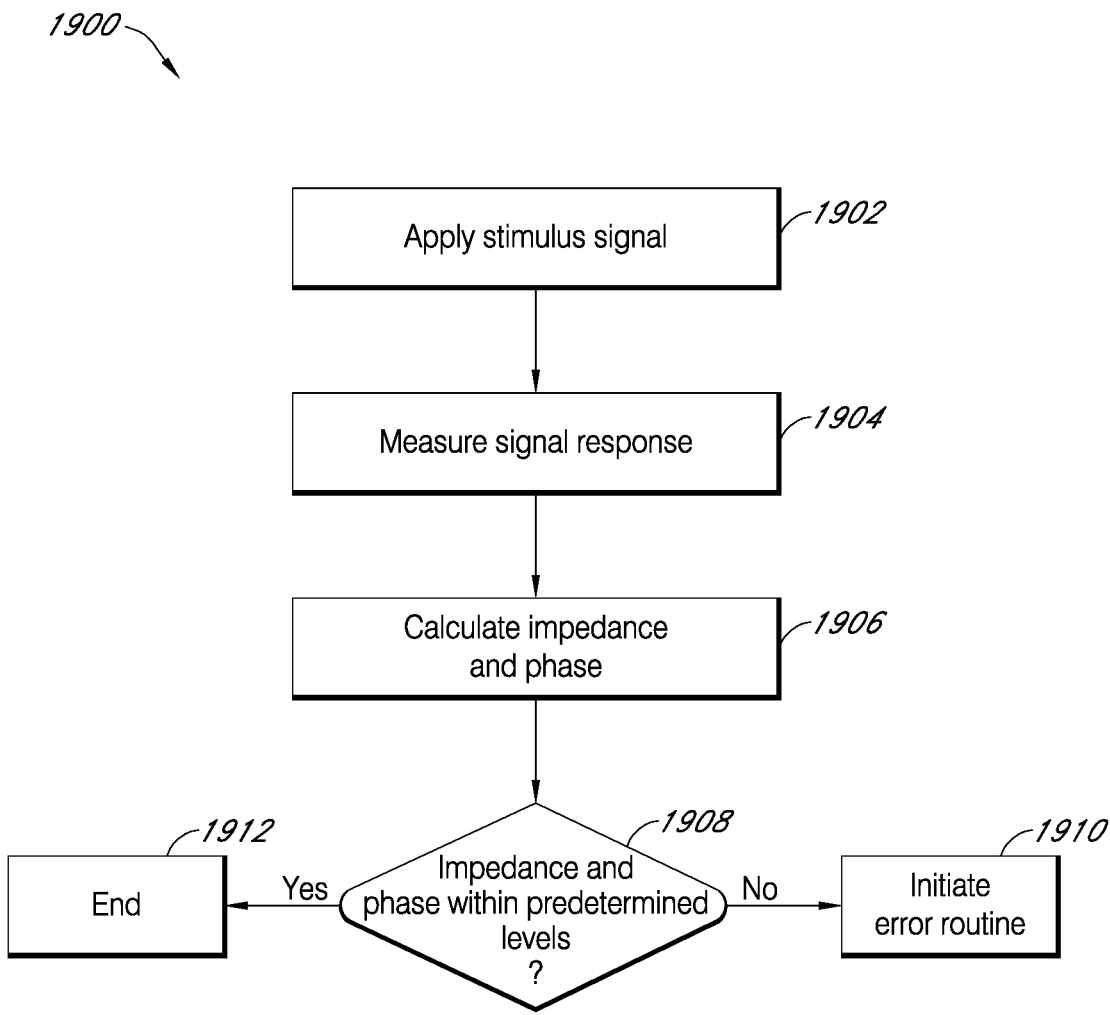 1900
Apply stimulus signal
1902
Measure signal response
1904
Calculate impedance
and phase
1906
1908
Impedance and
phase within predetermined
levels
?
Yes
1912
End
No
1910
Initiate
error routine